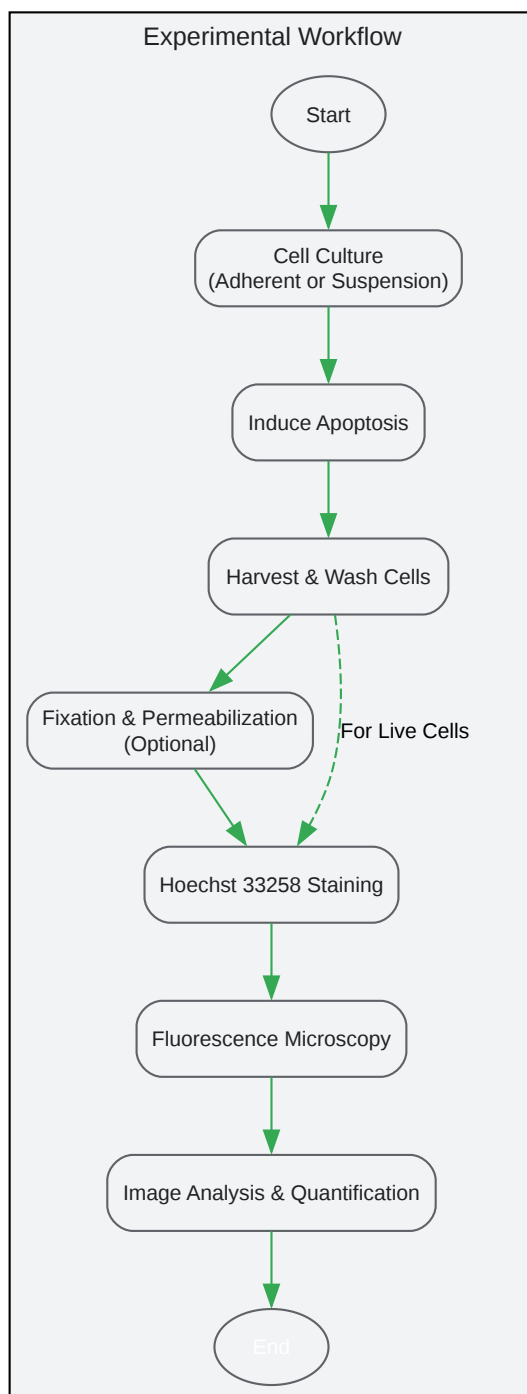 Experimental Workflow
Start
Cell Culture
(Adherent or Suspension)
Induce Apoptosis
Harvest & Wash Cells
Fixation & Permeabilization
(Optional)
For Live Cells
Hoechst 33258 Staining
Fluorescence Microscopy
Image Analysis & Quantification
End